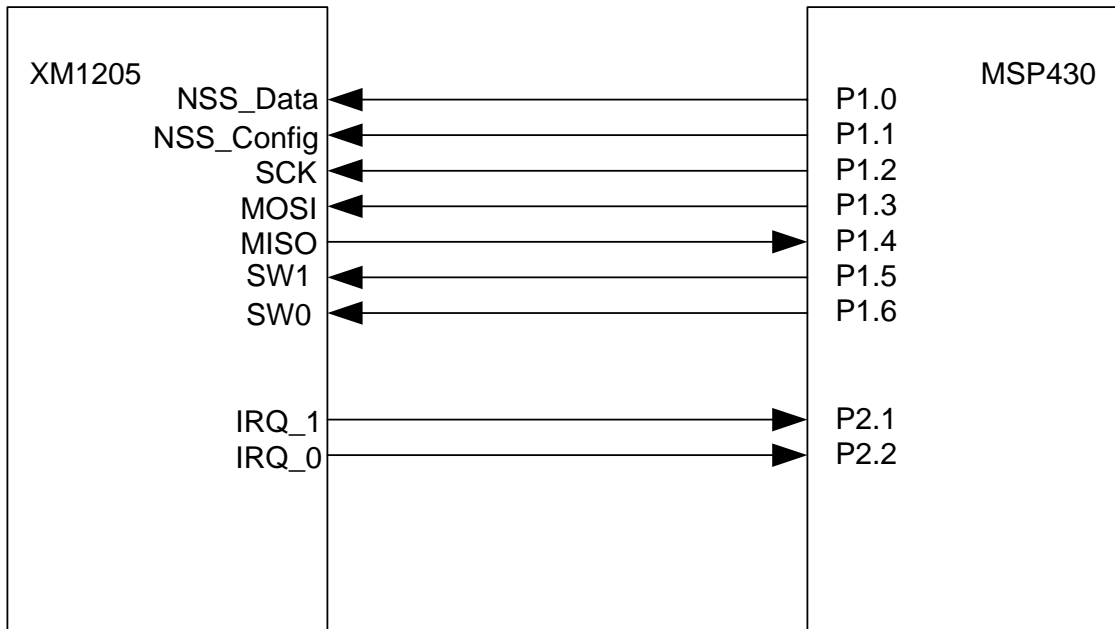 XM1205 MSP430
NSS_Data P1.0
NSS_Config P1.1
SCK P1.2
MOSI P1.3
MISO P1.4
SW1 P1.5
SW0 P1.6
IRQ_1 P2.1
IRQ_0 P2.2